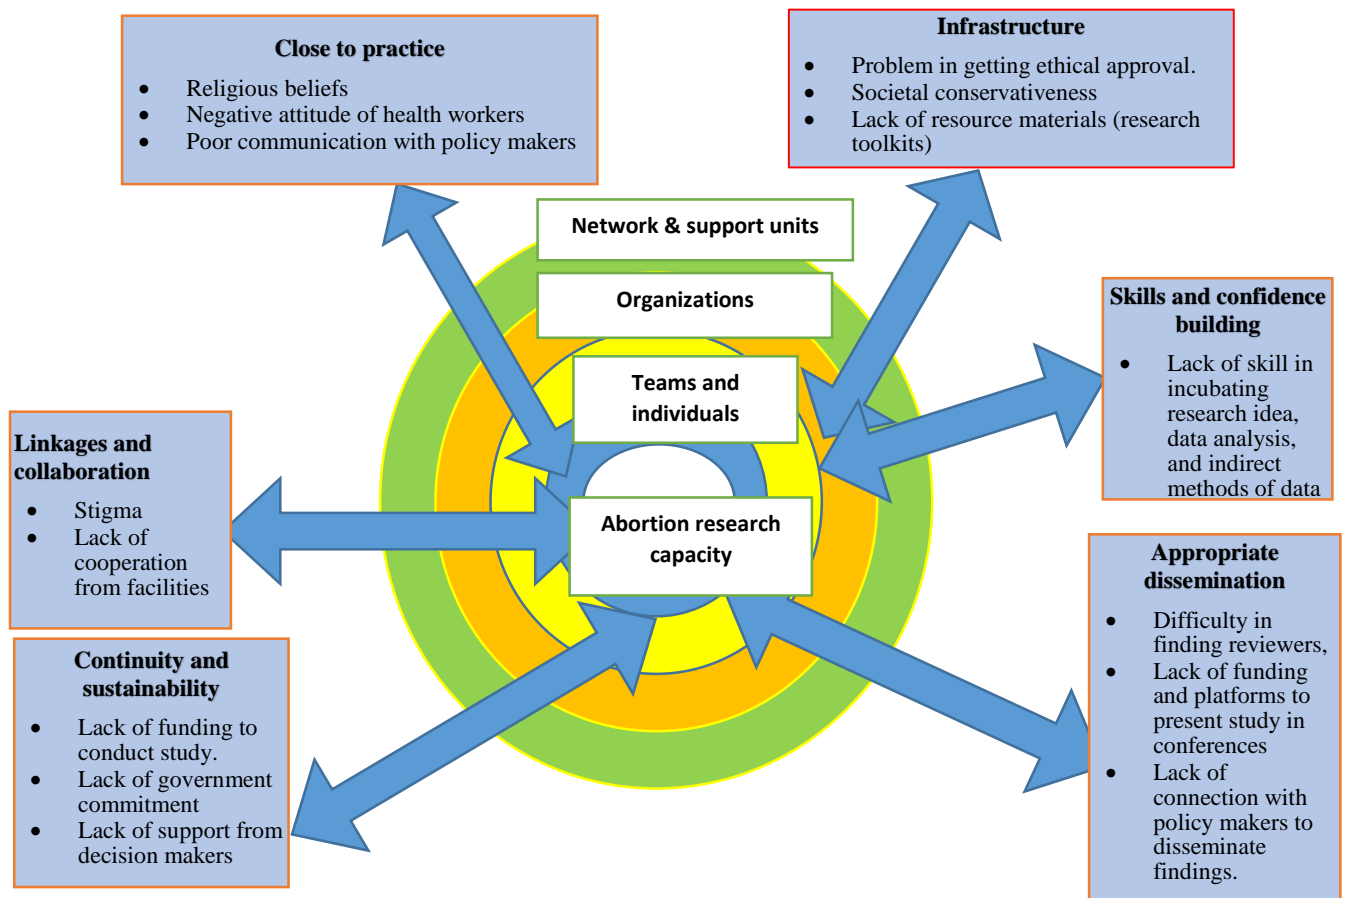 Close to practice
• Religious beliefs
• Negative attitude of health workers
• Poor communication with policy makers
Infrastructure
• Problem in getting ethical approval.
• Societal conservativeness
• Lack of resource materials (research
toolkits)
Network & support units
Organizations
Teams and
individuals
Abortion research
capacity
Skills and confidence
building
• Lack of skill in
incubating
research idea,
data analysis,
and indirect
methods of data
Linkages and
collaboration
• Stigma
• Lack of
cooperation
from facilities
Appropriate
dissemination
• Difficulty in
finding reviewers,
• Lack of funding
and platforms to
present study in
conferences
• Lack of
connection with
policy makers to
disseminate
findings.
Continuity and
sustainability
• Lack of funding to
conduct study.
• Lack of government
commitment
• Lack of support from
decision makers